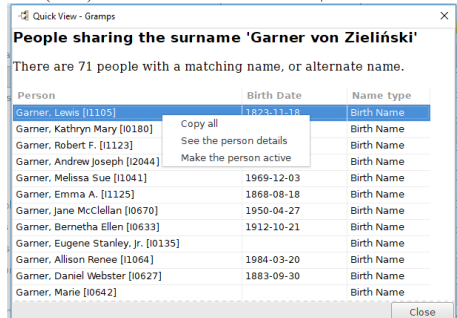 Quick View - Gramps
People sharing the surname 'Garner von Zieliński'
There are 71 people with a matching name, or alternate name.
Person Birth Date Name type
Garner, Lewis [I1105] 1823-11-18 Birth Name
Copy all
See the person details
Make the person active
Garner, Kathryn Mary [I0180] Birth Name
Garner, Robert F. [I1123] Birth Name
Garner, Andrew Joseph [I2044] Birth Name
Garner, Melissa Sue [I1041] 1969-12-03 Birth Name
Garner, Emma A. [I1125] 1868-08-18 Birth Name
Garner, Jane McClellan [I0670] 1950-04-27 Birth Name
Garner, Bernetha Ellen [I0633] 1912-10-21 Birth Name
Garner, Eugene Stanley, Jr. [I0135] Birth Name
Garner, Allison Renee [I1064] 1984-03-20 Birth Name
Garner, Daniel Webster [I0627] 1883-09-30 Birth Name
Garner, Marie [I0642] Birth Name
Close